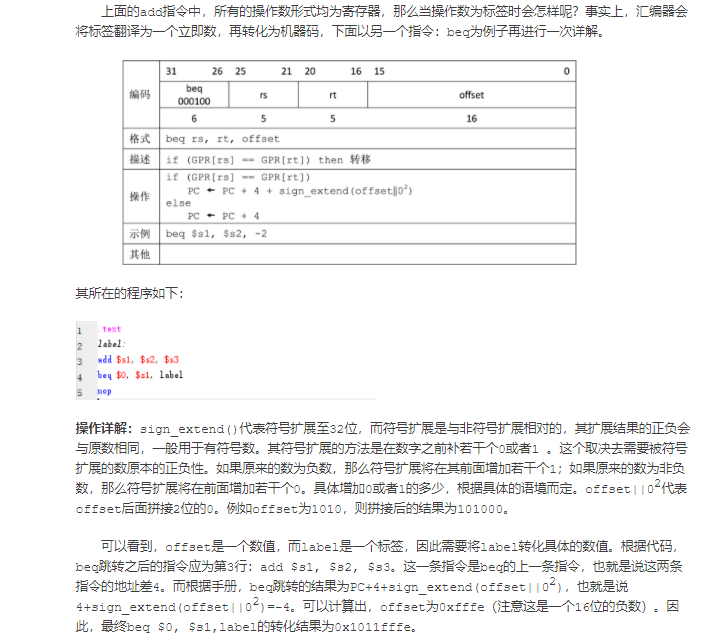 上面的add指令中，所有的操作数形式均为寄存器，那么当操作数为标签时会怎样呢？事实上，汇编器会
将标签翻译为一个立即数，再转化为机器码，下面以另一个指令：beq为例子再进行一次详解。
31 26 25 21 20 16 15 0
编码 beq 000100 rs rt offset
6 5 5 16
格式 beq rs, rt, offset
描述 if (GPR[rs] == GPR[rt]) then 转移
操作 if (GPR[rs] == GPR[rt])
PC ← PC + 4 + sign_extend(offset||0²)
else
PC ← PC + 4
示例 beq $s1, $s2, -2
其他
其所在的程序如下：
1 .text
2 label:
3 add $s1, $s2, $s3
4 beq $0, $s1, label
5 nop
操作详解：sign_extend()代表符号扩展至32位，而符号扩展是与非符号扩展相对的，其扩展结果的正负会
与原数相同，一般用于有符号数。其符号扩展的方法是在数字之前补若干个0或者1 。这个取决去需要被符号
扩展的数原本的正负性。如果原来的数为负数，那么符号扩展将在其前面增加若干个1；如果原来的数为非负
数，那么符号扩展将在前面增加若干个0。具体增加0或者1的多少，根据具体的语境而定。offset||0²代表
offset后面拼接2位的0。例如offset为1010，则拼接后的结果为101000。
可以看到，offset是一个数值，而label是一个标签，因此需要将label转化具体的数值。根据代码，
beq跳转之后的指令应为第3行：add $s1, $s2, $s3。这一条指令是beq的上一条指令，也就是说这两条
指令的地址差4。而根据手册，beq跳转的结果为PC+4+sign_extend(offset||0²)，也就是说
4+sign_extend(offset||0²)=-4。可以计算出，offset为0xfffe（注意这是一个16位的负数）。因
此，最终beq $0, $s1,label的转化结果为0x1011fffe。